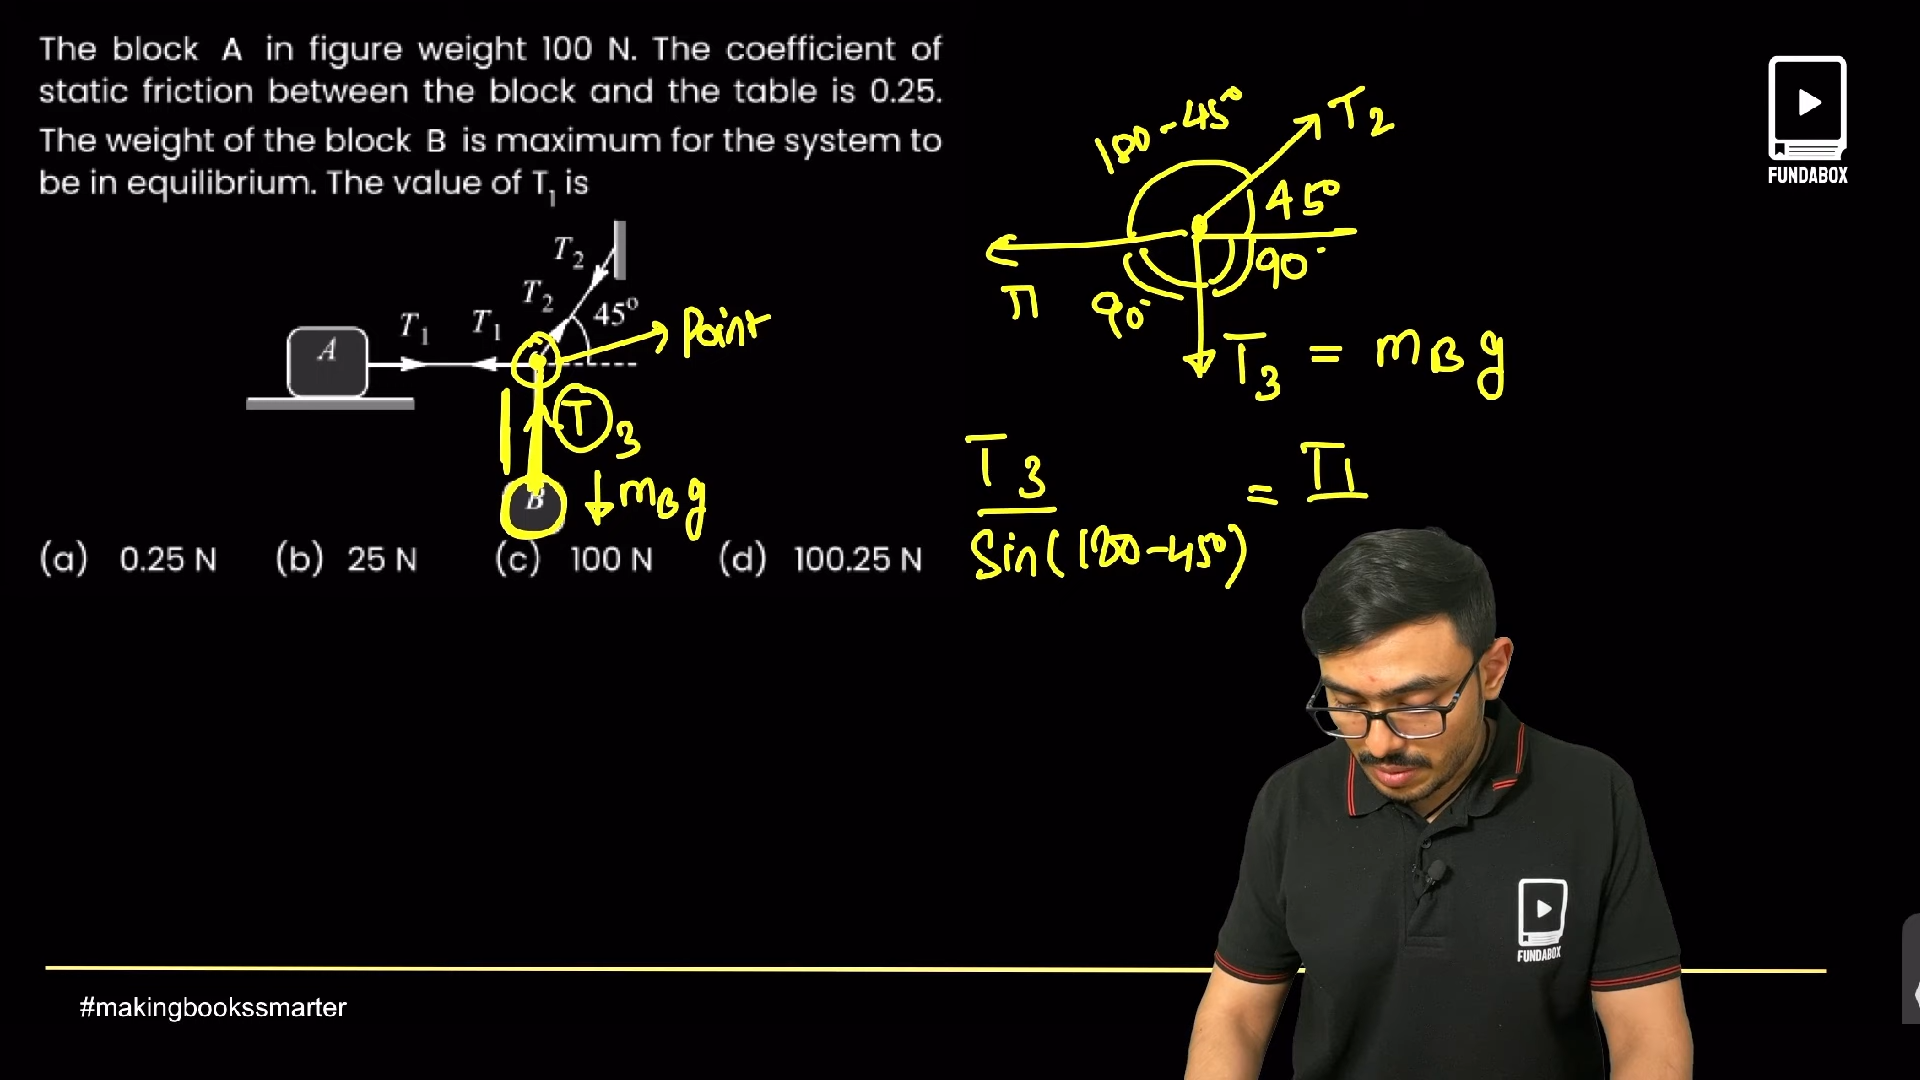 The block A in figure weight 100 N. The coefficient of
static friction between the block and the table is 0.25.
The weight of the block B is maximum for the system to
be in equilibrium. The value of T₁ is
FUNDABOX
180-45°
T₂
45°
90°
T1
90°
T₃ = mBg
T₂
T₂
45°
Point
T₁ T₁
A
T₃
mBg
B
T₃ = T1
Sin(180-45°)
(a) 0.25 N (b) 25 N (c) 100 N (d) 100.25 N
FUNDABOX
#makingbookssmarter